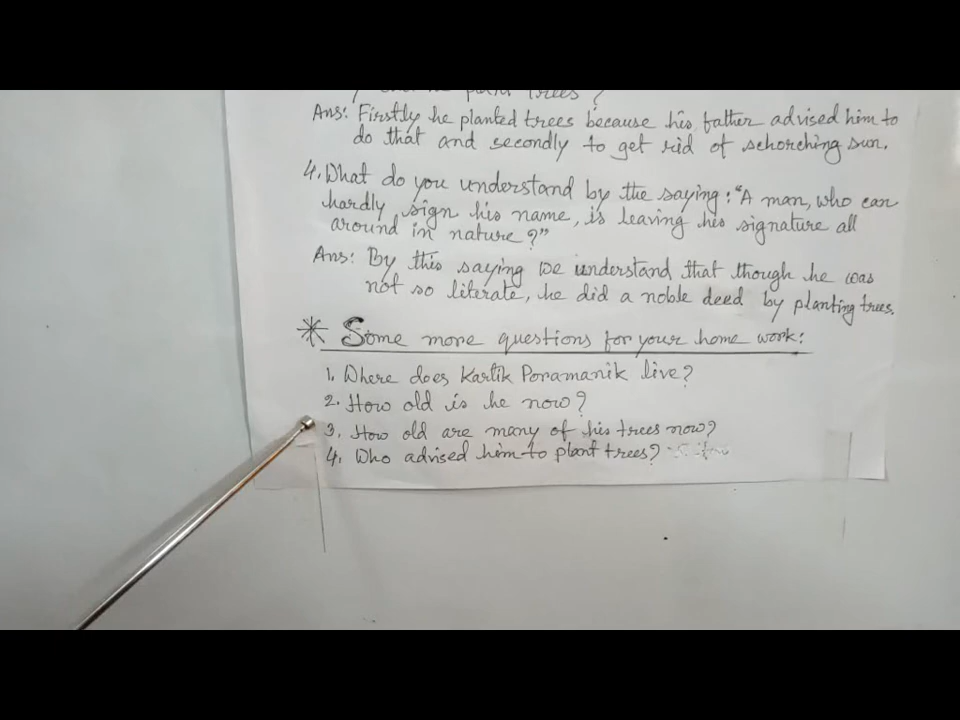 plant trees?
Ans: Firstly he planted trees because his father advised him to
do that and secondly to get rid of schorching sun.
4. What do you understand by the saying: "A man, who can
hardly sign his name, is leaving his signature all
around in nature?"
Ans: By this saying we understand that though he was
not so literate, he did a noble deed by planting trees.
* Some more questions for your home work:
1. Where does Kartik Poramanik live?
2. How old is he now?
3. How old are many of his trees now?
4. Who advised him to plant trees?